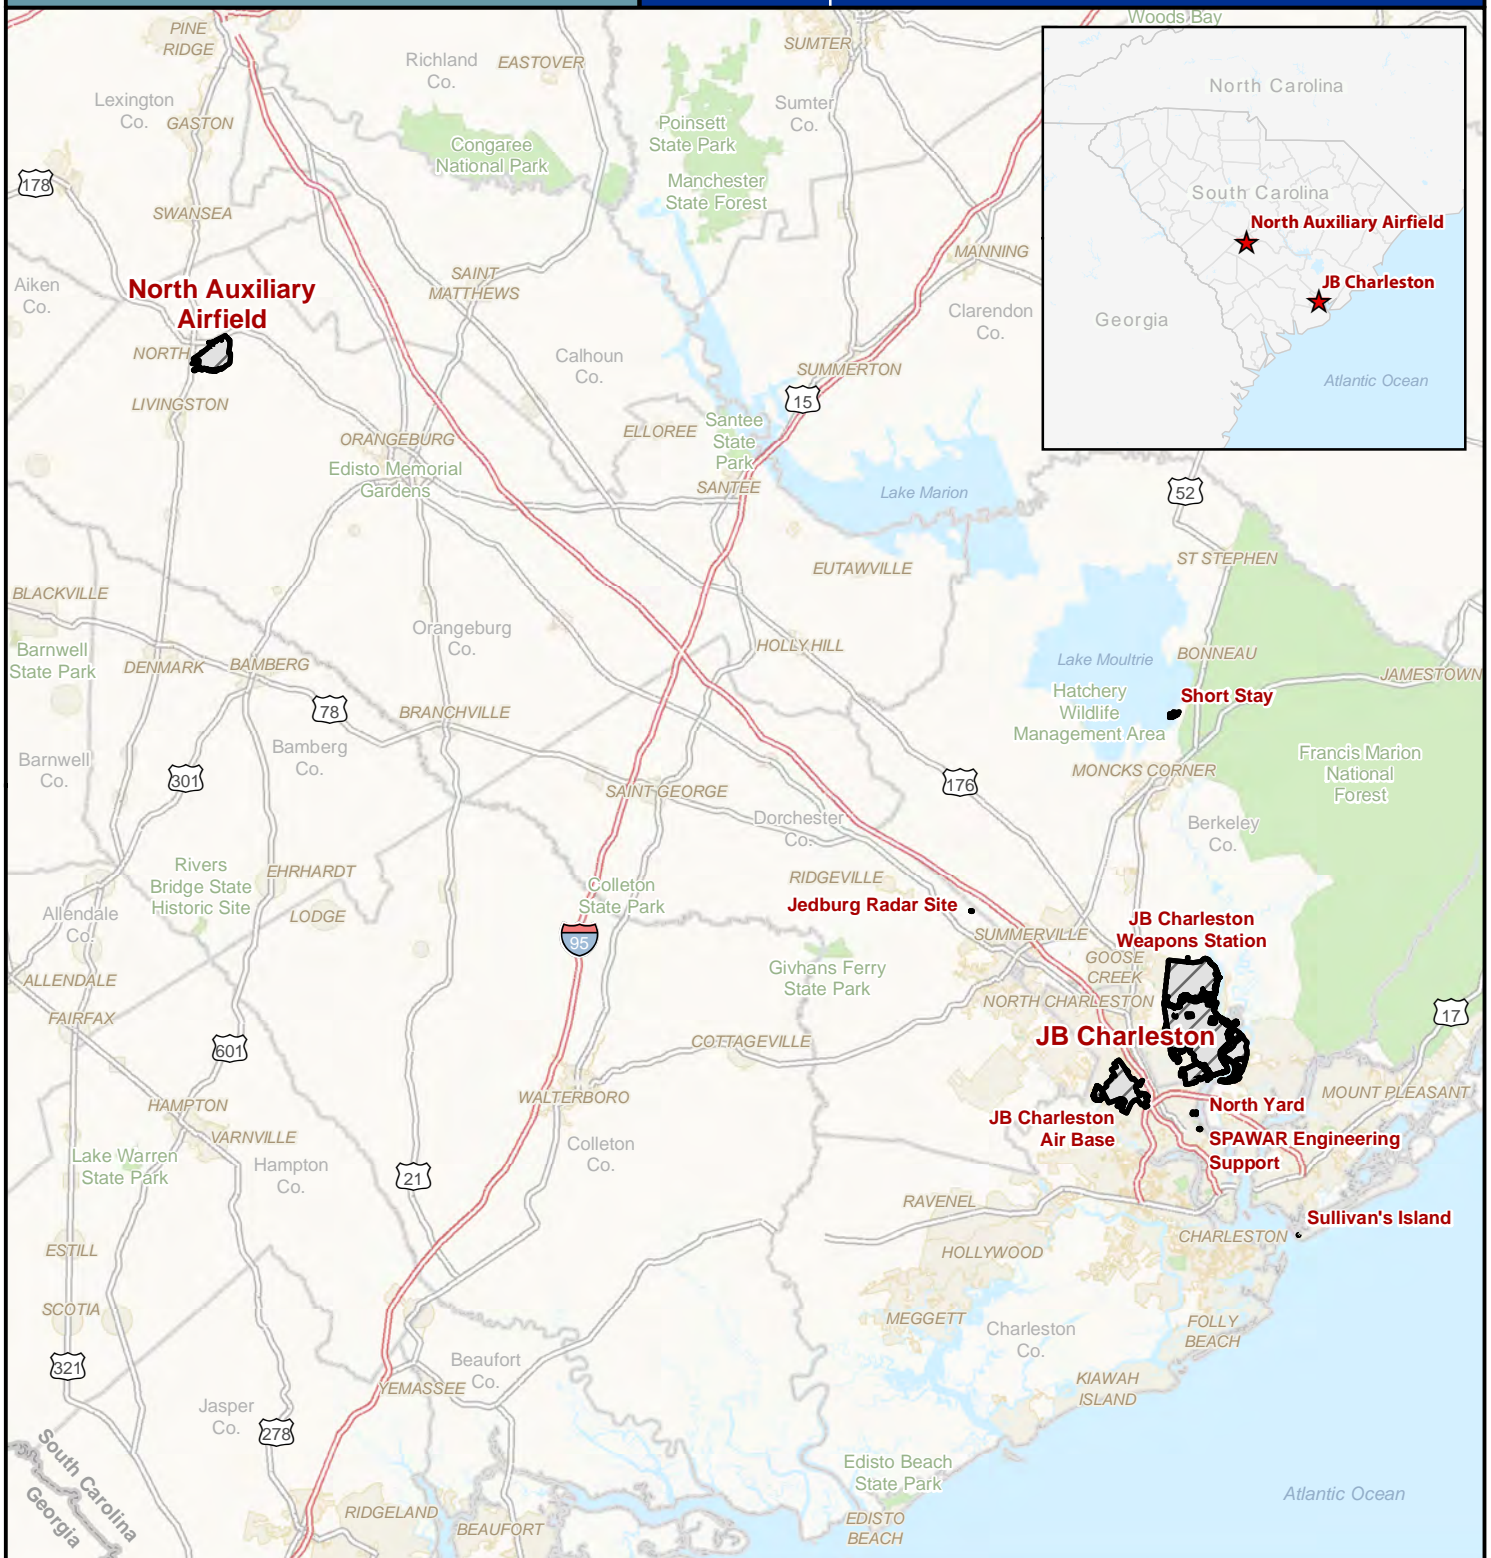 Woods Bay
PINE
RIDGE
Richland
Co.
EASTOVER
SUMTER
Lexington
Co.
GASTON
Congaree
National Park
Poinsett
State Park
Sumter
Co.
Manchester
State Forest
178
SWANSEA
SAINT
MATTHEWS
MANNING
Aiken
Co.
North Auxiliary
Airfield
NORTH
LIVINGSTON
Calhoun
Co.
Clarendon
Co.
SUMMERTON
15
North Carolina
South Carolina
North Auxiliary Airfield
JB Charleston
Georgia
Atlantic Ocean
ORANGEBURG
Edisto Memorial
Gardens
ELLOREE
Santee
State
Park
SANTEE
Lake Marion
52
ST STEPHEN
EUTAWVILLE
BLACKVILLE
Barnwell
State Park
DENMARK
BAMBERG
Orangeburg
Co.
HOLLY HILL
Lake Moultrie
BONNEAU
JAMESTOWN
Hatchery
Wildlife
Management Area
Short Stay
78
BRANCHVILLE
Bamberg
Co.
Barnwell
Co.
301
SAINT GEORGE
176
MONCKS CORNER
Francis Marion
National
Forest
Dorchester
Co.
Berkeley
Co.
Rivers
Bridge State
Historic Site
EHRHARDT
LODGE
Colleton
State Park
RIDGEVILLE
Jedburg Radar Site
Allendale
Co.
95
SUMMERVILLE
JB Charleston
Weapons Station
GOOSE
CREEK
ALLENDALE
Givhans Ferry
State Park
NORTH CHARLESTON
FAIRFAX
17
601
COTTAGEVILLE
JB Charleston
HAMPTON
WALTERBORO
MOUNT PLEASANT
JB Charleston
Air Base
North Yard
VARNVILLE
SPAWAR Engineering
Support
Lake Warren
State Park
Hampton
Co.
Colleton
Co.
21
RAVENEL
Sullivan's Island
CHARLESTON
ESTILL
HOLLYWOOD
SCOTIA
MEGGETT
Charleston
Co.
FOLLY
BEACH
321
Beaufort
Co.
YEMASSEE
KIAWAH
ISLAND
Jasper
Co.
278
South Carolina
Georgia
Edisto Beach
State Park
Atlantic Ocean
RIDGELAND
BEAUFORT
EDISTO
BEACH